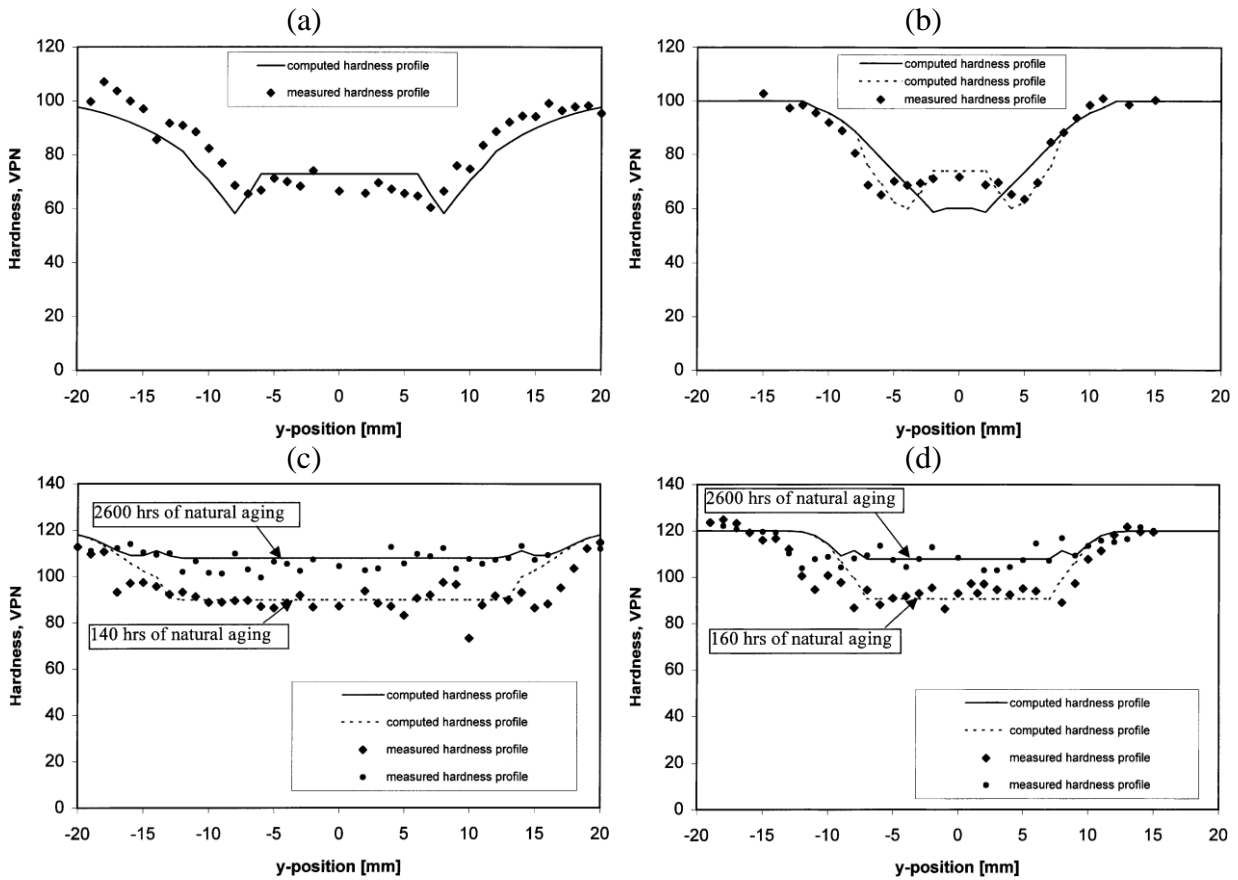 (a)
120
100
80
60
40
20
0
Hardness, VPN
computed hardness profile
measured hardness profile
-20 -15 -10 -5 0 5 10 15 20
y-position [mm]
(b)
120
100
80
60
40
20
0
Hardness, VPN
computed hardness profile
computed hardness profile
measured hardness profile
-20 -15 -10 -5 0 5 10 15 20
y-position [mm]
(c)
140
120
100
80
60
40
20
0
Hardness, VPN
2600 hrs of natural aging
140 hrs of natural aging
computed hardness profile
computed hardness profile
measured hardness profile
measured hardness profile
-20 -15 -10 -5 0 5 10 15 20
y-position [mm]
(d)
140
120
100
80
60
40
20
0
Hardness, VPN
2600 hrs of natural aging
160 hrs of natural aging
computed hardness profile
computed hardness profile
measured hardness profile
measured hardness profile
-20 -15 -10 -5 0 5 10 15 20
y-position [mm]